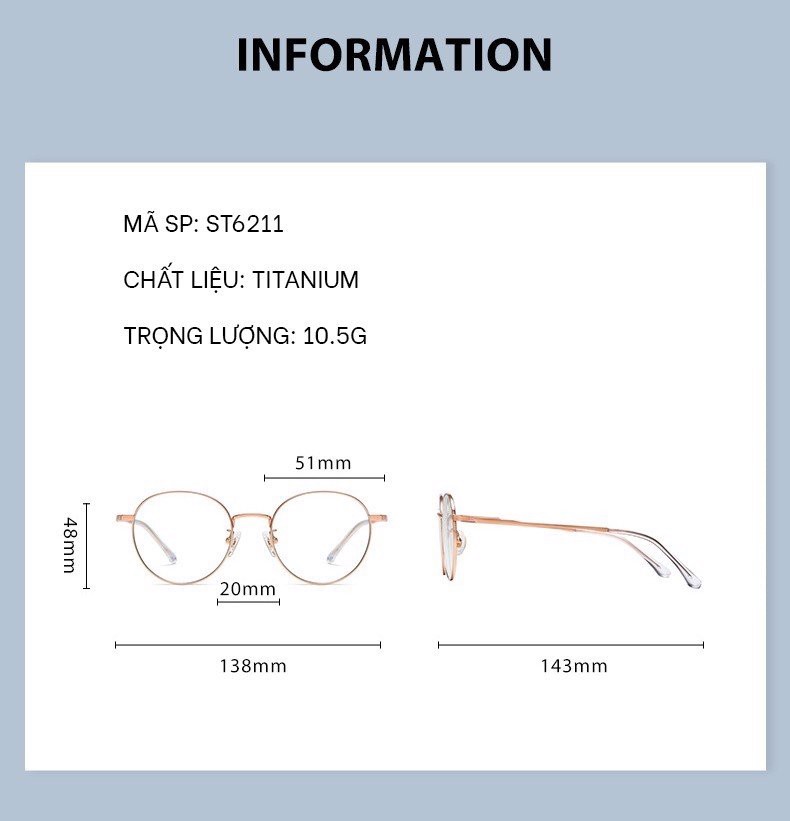 INFORMATION
MÃ SP: ST6211
CHẤT LIỆU: TITANIUM
TRỌNG LƯỢNG: 10.5G
51mm
48mm
20mm
138mm
143mm